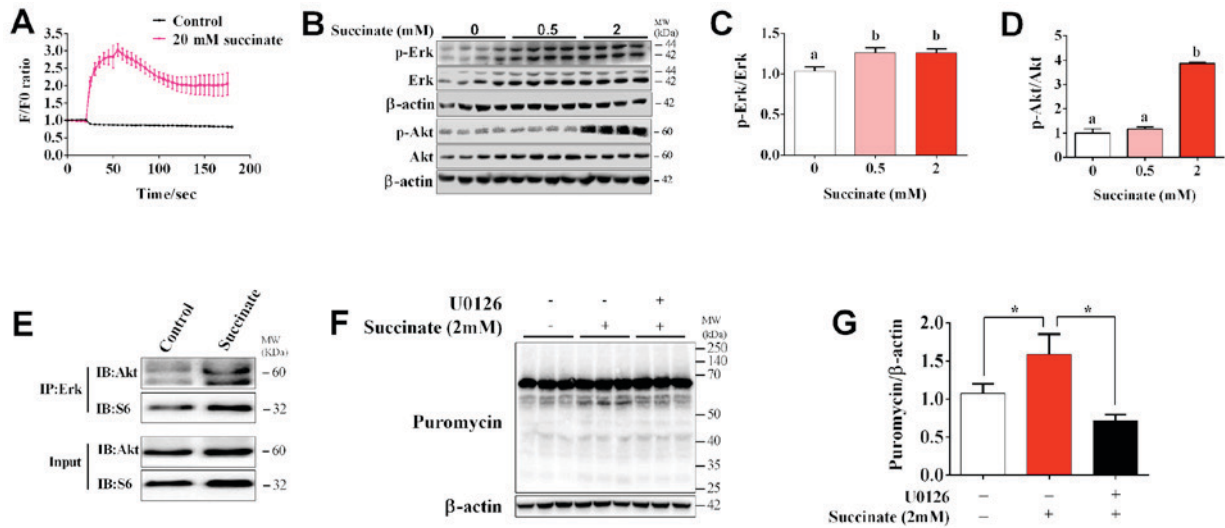 A
Control
20 mM succinate
F/F0 ratio
3.5
3.0
2.5
2.0
1.5
1.0
0.5
0.0
0 50 100 150 200
Time/sec
B
Succinate (mM) 0 0.5 2
MW
(kDa)
p-Erk
44
42
Erk
44
42
β-actin
42
p-Akt
60
Akt
60
β-actin
42
C
p-Erk/Erk
1.5
1.0
0.5
0.0
a b b
0 0.5 2
Succinate (mM)
D
p-Akt/Akt
6
4
2
0
a a b
0 0.5 2
Succinate (mM)
E
Control Succinate
MW
(KDa)
IP:Erk
IB:Akt
60
IB:S6
32
Input
IB:Akt
60
IB:S6
32
F
U0126 - - +
Succinate (2mM) - + +
MW
(kDa)
Puromycin
250
140
70
50
40
30
25
β-actin
42
G
Puromycin/β-actin
2.0
1.5
1.0
0.5
0.0
* *
U0126 − − +
Succinate (2mM) − + +